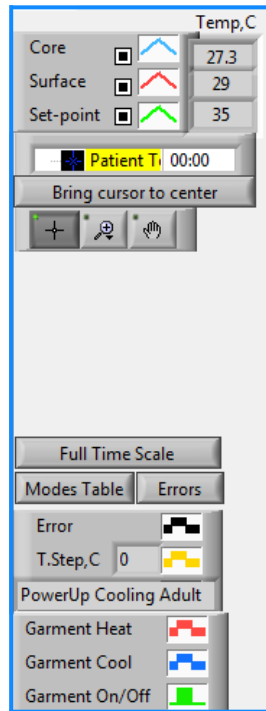 Temp,C
Core 27.3
Surface 29
Set-point 35
Patient T 00:00
Bring cursor to center
Full Time Scale
Modes Table Errors
Error
T.Step,C 0
PowerUp Cooling Adult
Garment Heat
Garment Cool
Garment On/Off